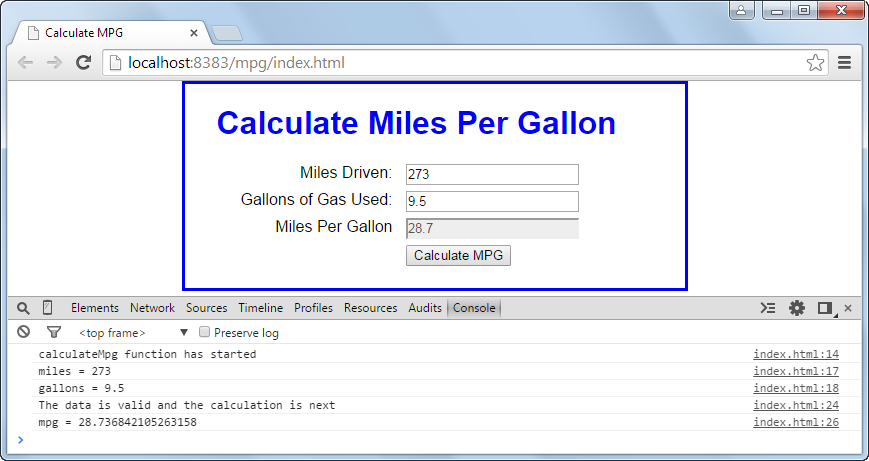 Calculate MPG
localhost:8383/mpg/index.html
Calculate Miles Per Gallon
Miles Driven: 273
Gallons of Gas Used: 9.5
Miles Per Gallon 28.7
Calculate MPG
Elements Network Sources Timeline Profiles Resources Audits Console
<top frame> Preserve log
calculateMpg function has started index.html:14
miles = 273 index.html:17
gallons = 9.5 index.html:18
The data is valid and the calculation is next index.html:24
mpg = 28.736842105263158 index.html:26